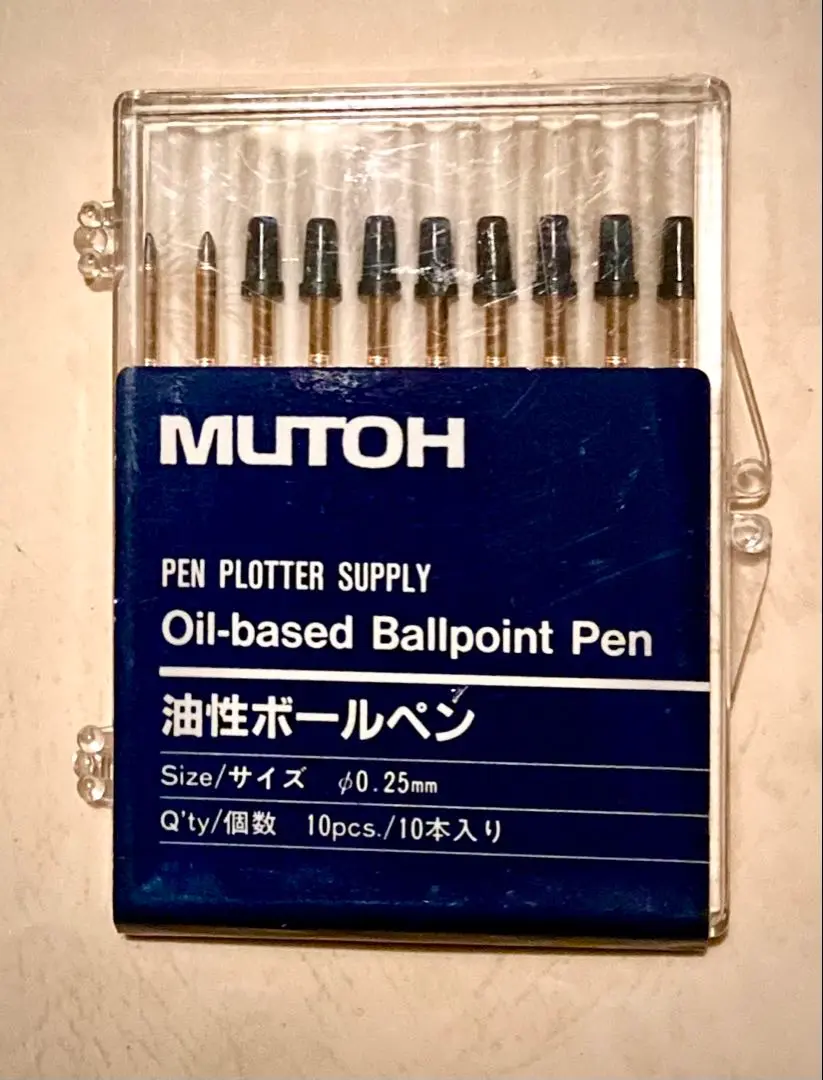 MUTOH
PEN PLOTTER SUPPLY
Oil-based Ballpoint Pen
油性ボールペン
Size/サイズ φ0.25mm
Q'ty/個数 10pcs./10本入り